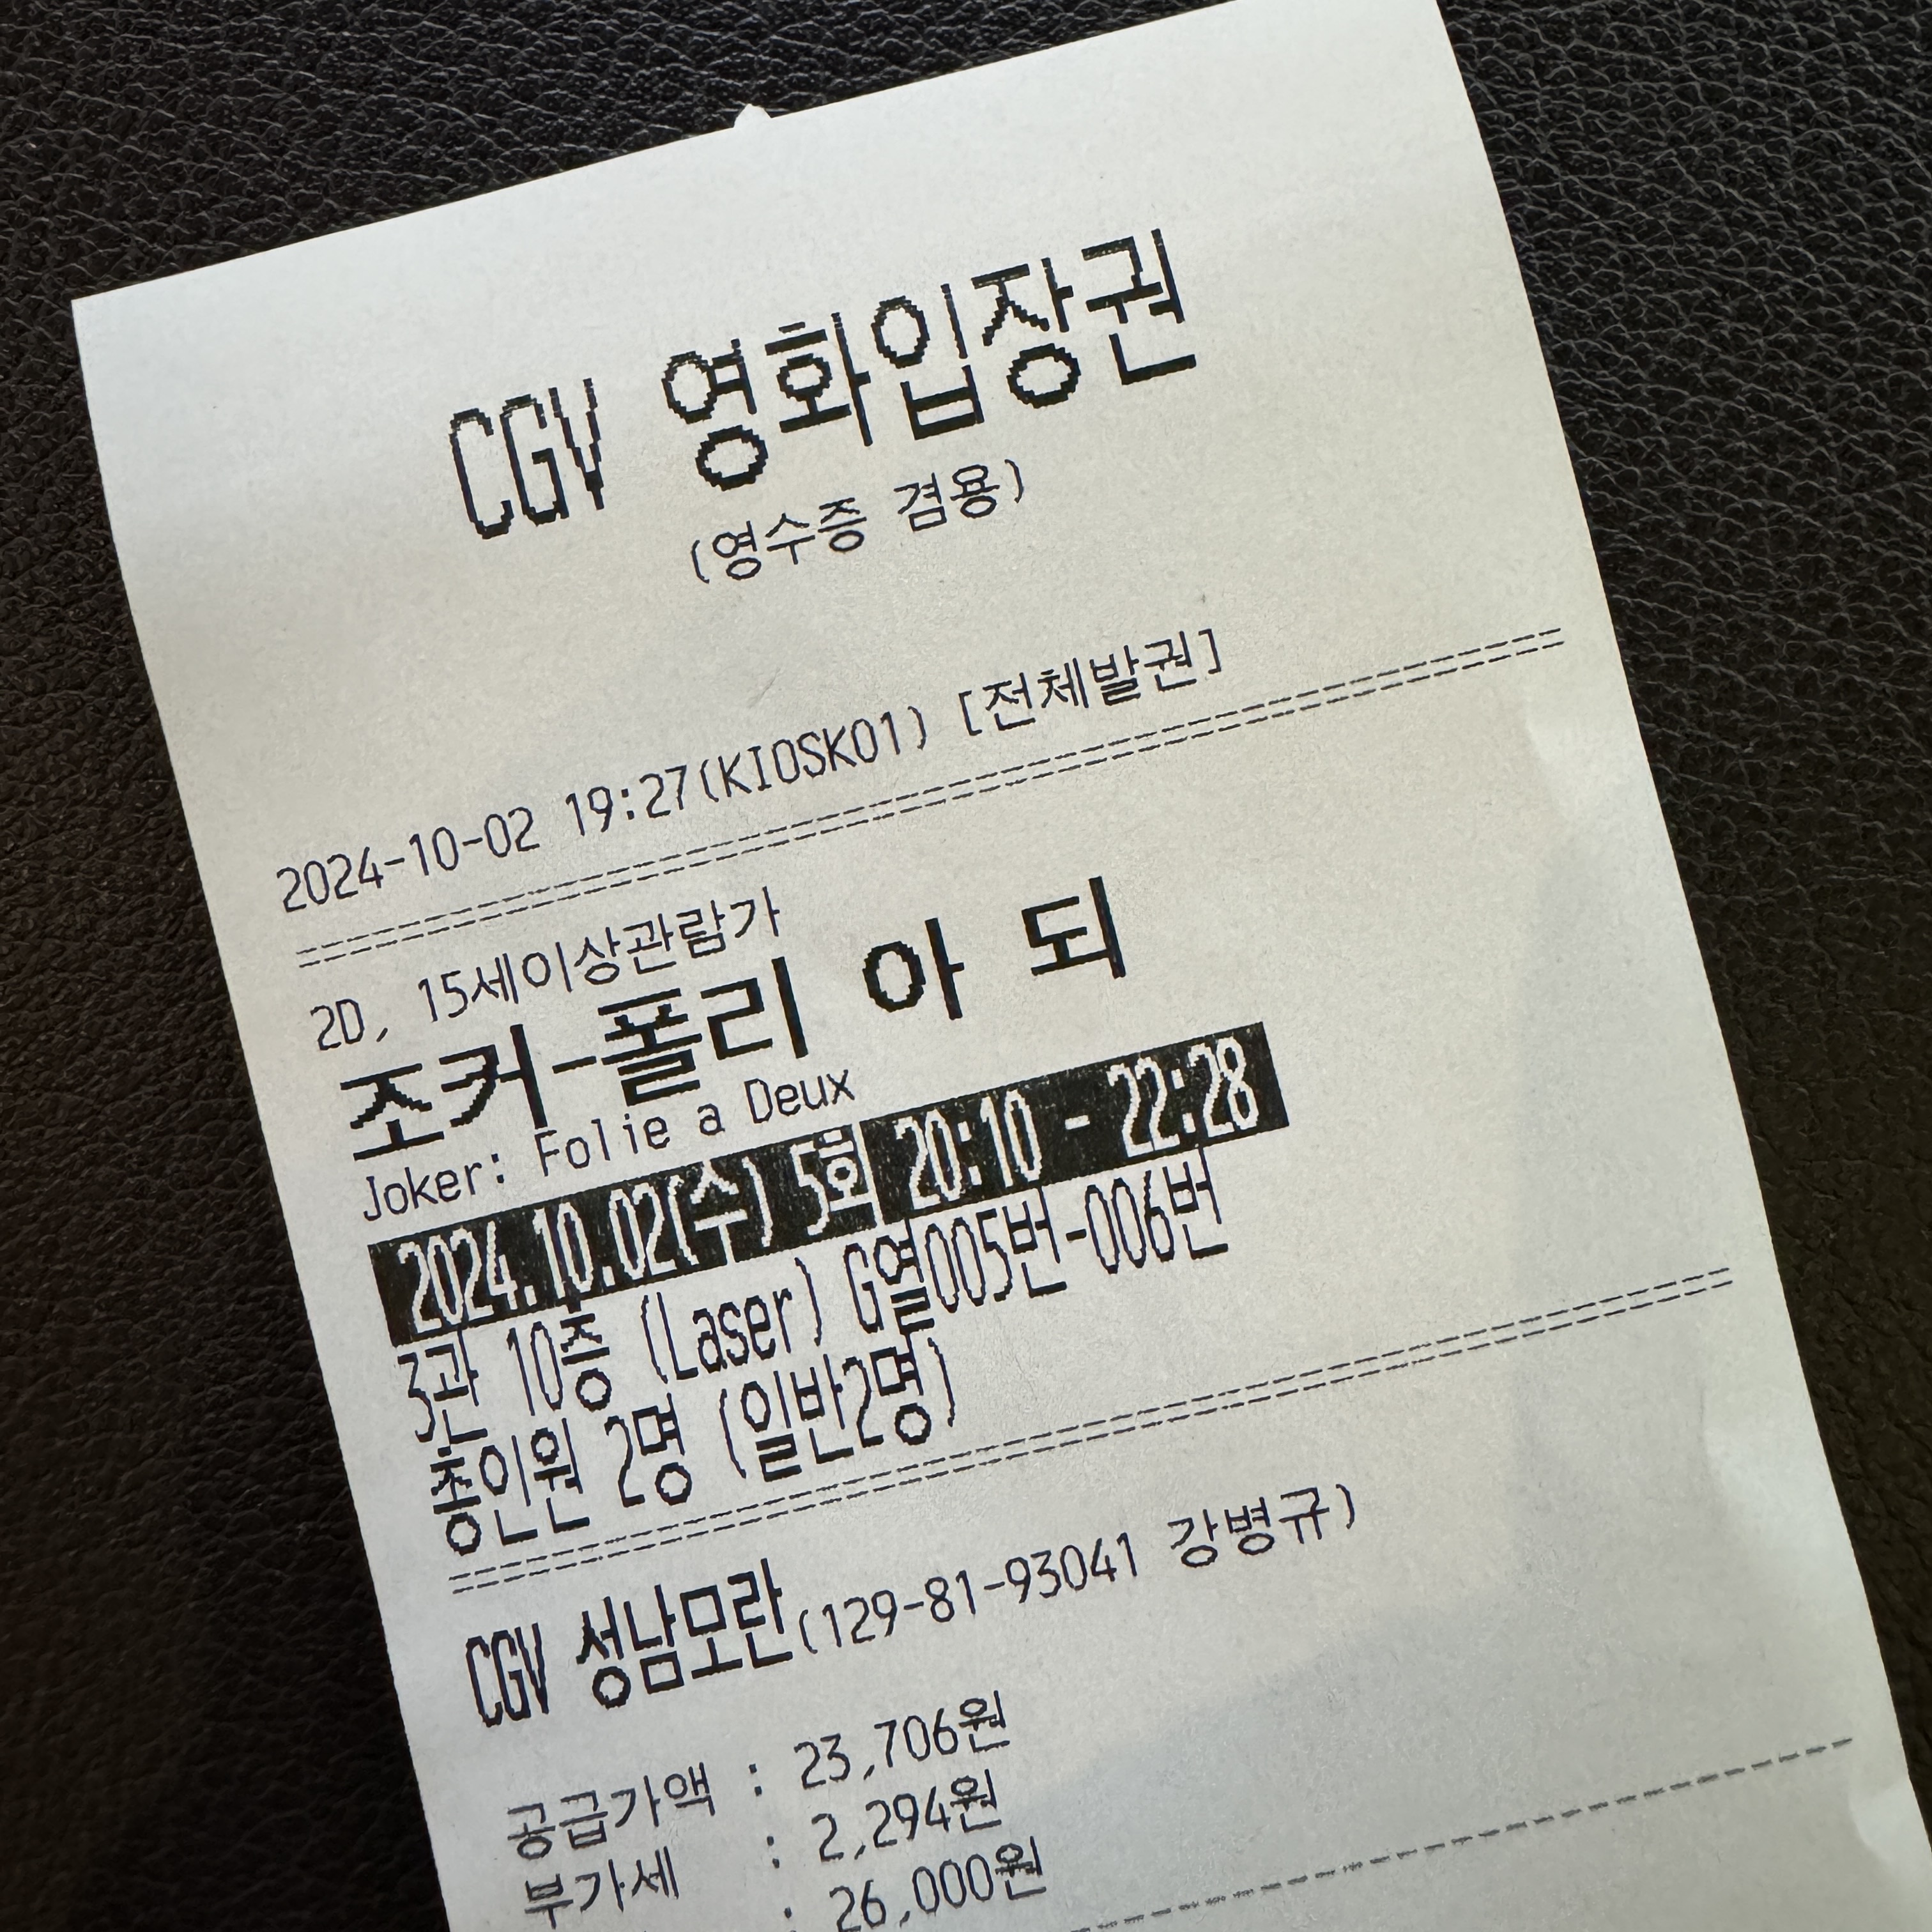 CGV 영화입장권
(영수증 겸용)
2024-10-02 19:27(KIOSK01) [전체발권]
2D, 15세이상관람가
조커-폴리 아 되
Joker: Folie a Deux
2024.10.02(수) 5회 20:10 - 22:28
3관 10층 (Laser) G열005번-006번
총인원 2명 (일반2명)
CGV 성남모란(129-81-93041 강병규)
공급가액 : 23,706원
부가세 : 2,294원
: 26,000원